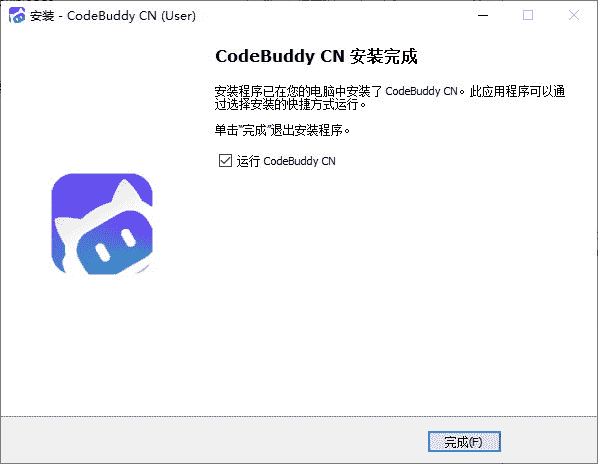 安装 - CodeBuddy CN (User)
CodeBuddy CN 安装完成
安装程序已在您的电脑中安装了 CodeBuddy CN。此应用程序可以通
过选择安装的快捷方式运行。
单击“完成”退出安装程序。
运行 CodeBuddy CN
完成(F)